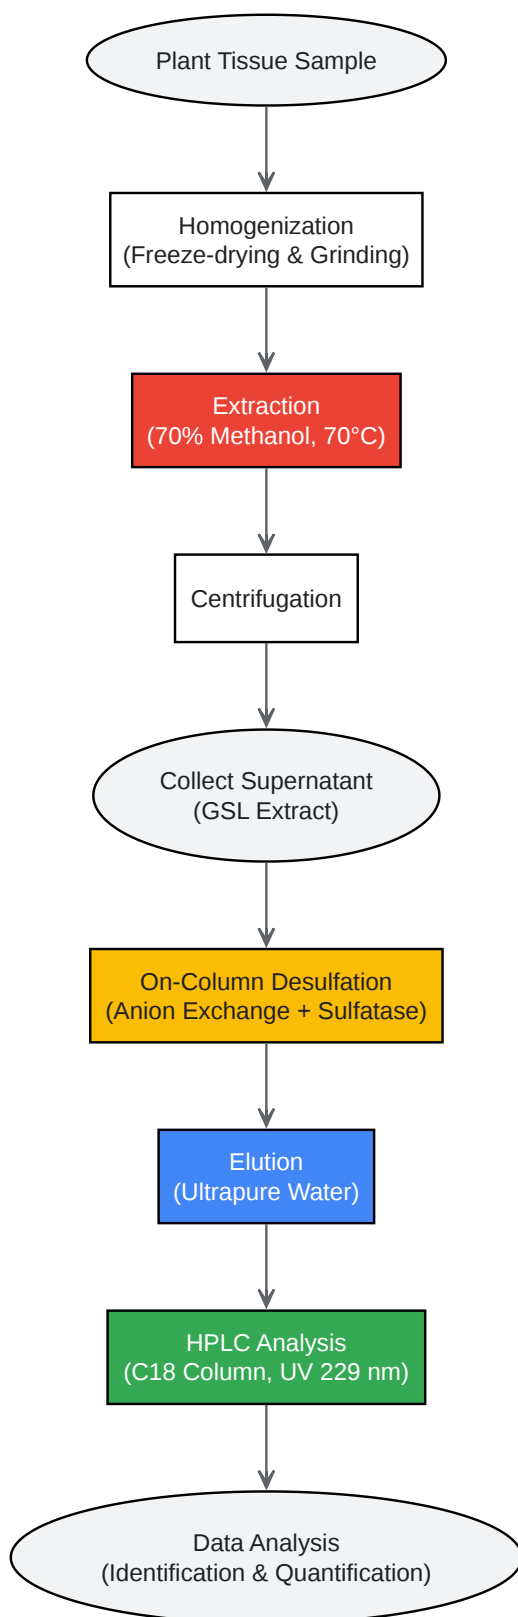 Plant Tissue Sample
Homogenization
(Freeze-drying & Grinding)
Extraction
(70% Methanol, 70°C)
Centrifugation
Collect Supernatant
(GSL Extract)
On-Column Desulfation
(Anion Exchange + Sulfatase)
Elution
(Ultrapure Water)
HPLC Analysis
(C18 Column, UV 229 nm)
Data Analysis
(Identification & Quantification)